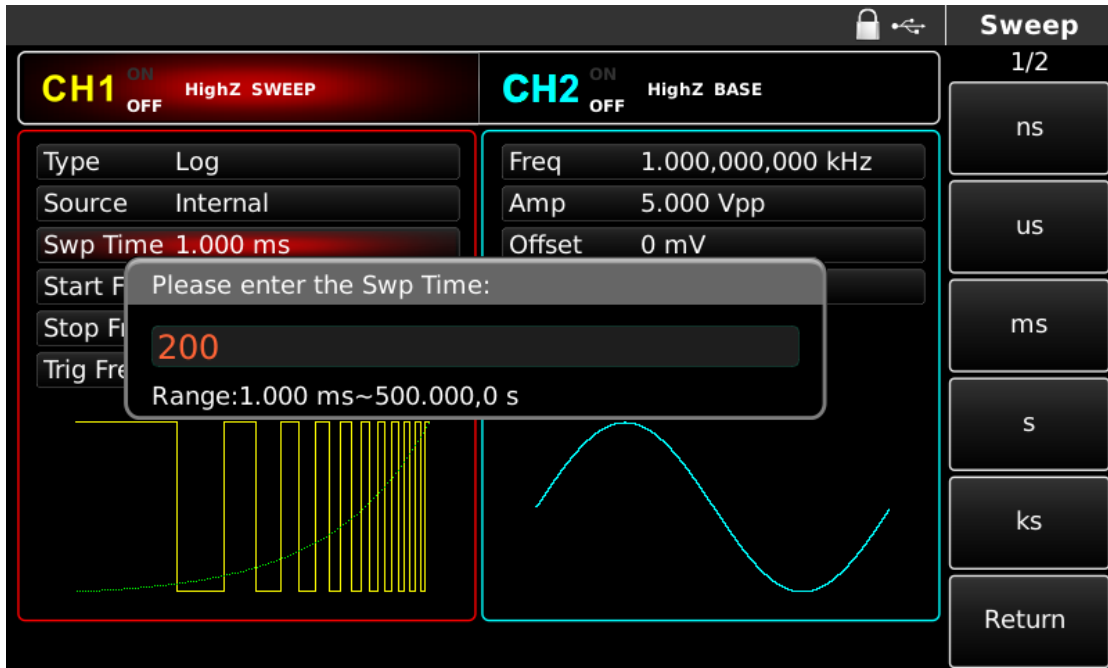 Sweep
CH1 ON OFF HighZ SWEEP
CH2 ON OFF HighZ BASE
Type Log
Source Internal
Swp Time 1.000 ms
Start F
Stop Fr
Trig Fre
Freq 1.000,000,000 kHz
Amp 5.000 Vpp
Offset 0 mV
Please enter the Swp Time:
200
Range:1.000 ms~500.000,0 s
1/2
ns
us
ms
s
ks
Return